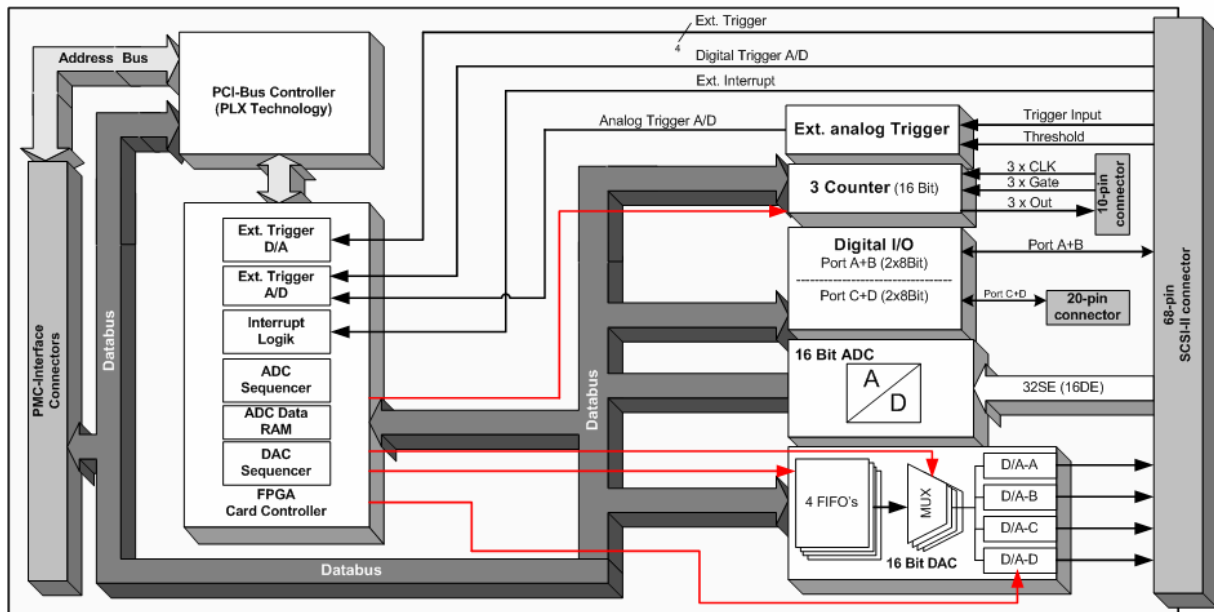 Ext. Trigger
4
Address Bus
Digital Trigger A/D
PCI-Bus Controller
(PLX Technology)
Ext. Interrupt
Analog Trigger A/D
Ext. analog Trigger
Trigger Input
Threshold
3 Counter (16 Bit)
3 x CLK
3 x Gate
3 x Out
10-pin
connector
Ext. Trigger
D/A
Ext. Trigger
A/D
Interrupt
Logik
ADC
Sequencer
ADC Data
RAM
DAC
Sequencer
FPGA
Card Controller
Digital I/O
Port A+B (2x8Bit)
Port C+D (2x8Bit)
Port A+B
Port C+D
20-pin
connector
68-pin
SCSI-II connector
PMC-Interface
Connectors
Databus
Databus
Databus
16 Bit ADC
A
D
32SE (16DE)
4 FIFO's
MUX
16 Bit DAC
D/A-A
D/A-B
D/A-C
D/A-D